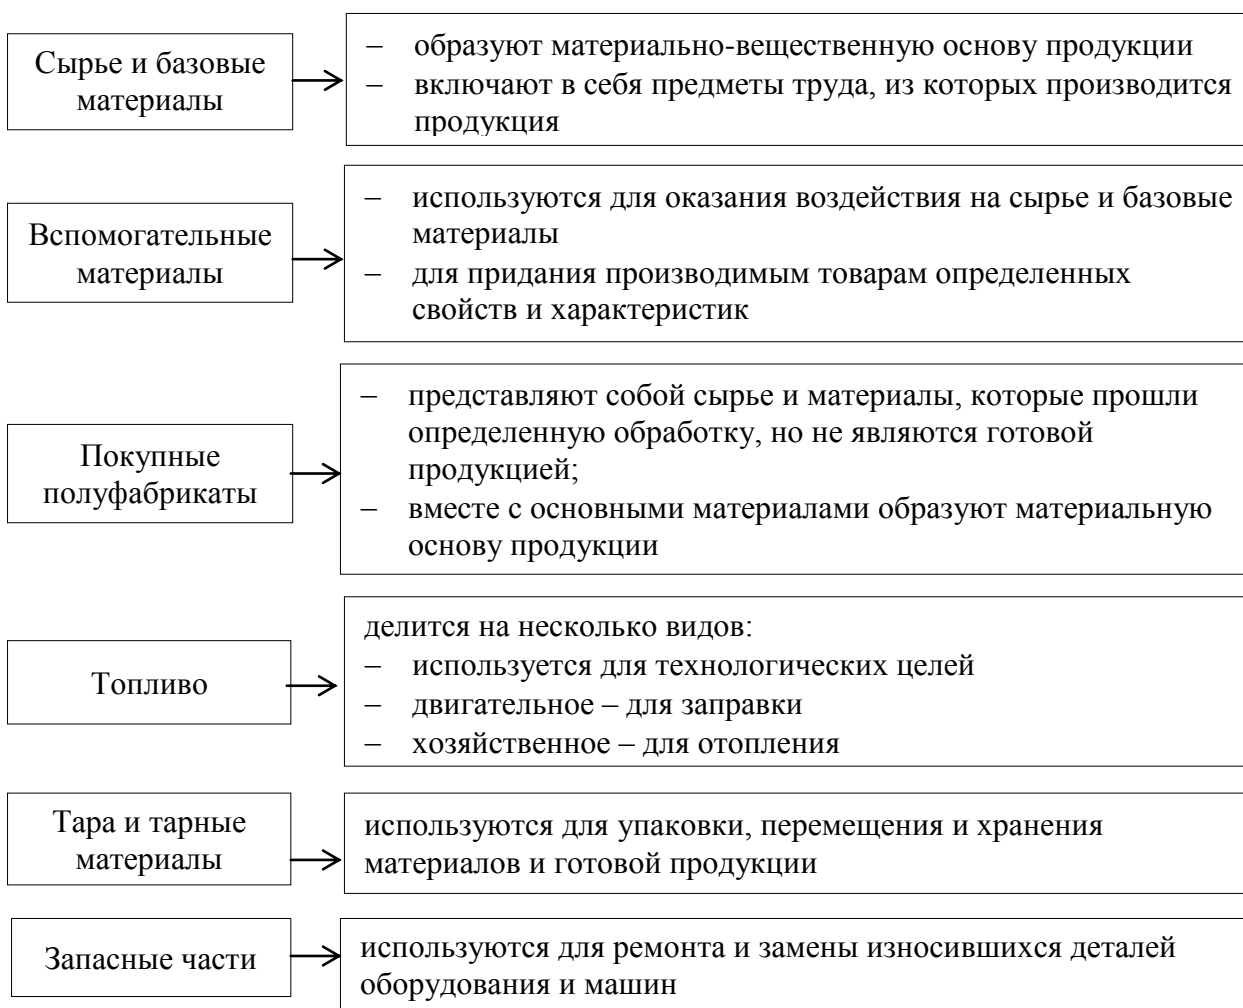 Сырье и базовые
материалы
– образуют материально-вещественную основу продукции
– включают в себя предметы труда, из которых производится
продукция
Вспомогательные
материалы
– используются для оказания воздействия на сырье и базовые
материалы
– для придания производимым товарам определенных
свойств и характеристик
Покупные
полуфабрикаты
– представляют собой сырье и материалы, которые прошли
определенную обработку, но не являются готовой
продукцией;
– вместе с основными материалами образуют материальную
основу продукции
Топливо
делится на несколько видов:
– используется для технологических целей
– двигательное – для заправки
– хозяйственное – для отопления
Тара и тарные
материалы
используются для упаковки, перемещения и хранения
материалов и готовой продукции
Запасные части
используются для ремонта и замены износившихся деталей
оборудования и машин